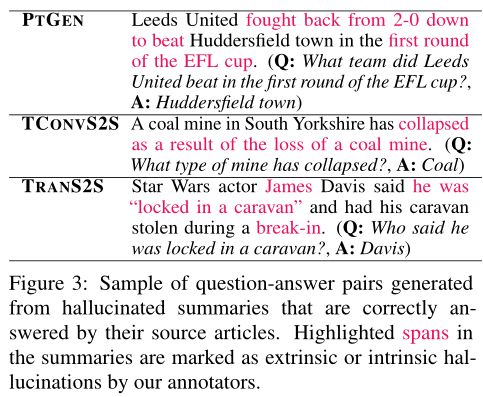 PTGEN Leeds United fought back from 2-0 down
to beat Huddersfield town in the first round
of the EFL cup. (Q: What team did Leeds
United beat in the first round of the EFL cup?,
A: Huddersfield town)
TCONVS2S A coal mine in South Yorkshire has collapsed
as a result of the loss of a coal mine. (Q:
What type of mine has collapsed?, A: Coal)
TRANS2S Star Wars actor James Davis said he was
“locked in a caravan” and had his caravan
stolen during a break-in. (Q: Who said he
was locked in a caravan?, A: Davis)
Figure 3: Sample of question-answer pairs generated
from hallucinated summaries that are correctly an-
swered by their source articles. Highlighted spans in
the summaries are marked as extrinsic or intrinsic hal-
lucinations by our annotators.